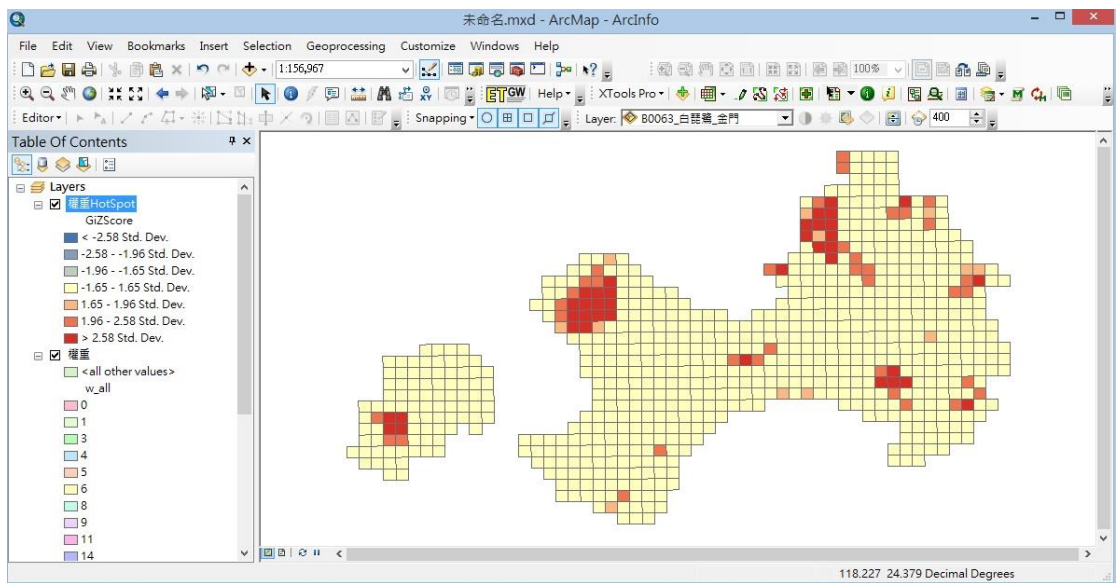 未命名.mxd - ArcMap - ArcInfo
File Edit View Bookmarks Insert Selection Geoprocessing Customize Windows Help
1:156,967 100%
ETGW Help XTools Pro
Editor Snapping Layer: B0063_白琵鷺_金門 400
Table Of Contents
Layers
權重HotSpot
GiZScore
< -2.58 Std. Dev.
-2.58 - -1.96 Std. Dev.
-1.96 - -1.65 Std. Dev.
-1.65 - 1.65 Std. Dev.
1.65 - 1.96 Std. Dev.
1.96 - 2.58 Std. Dev.
> 2.58 Std. Dev.
權重
<all other values>
w_all
0
1
3
4
5
6
8
9
11
14
118.227 24.379 Decimal Degrees